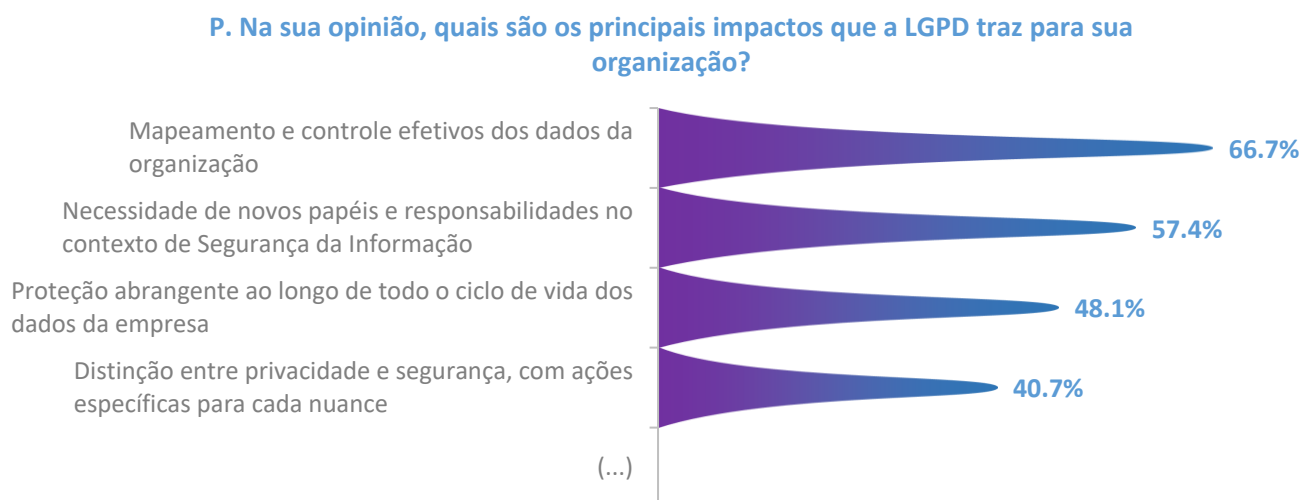 P. Na sua opinião, quais são os principais impactos que a LGPD traz para sua
organização?
Mapeamento e controle efetivos dos dados da
organização
66.7%
Necessidade de novos papéis e responsabilidades no
contexto de Segurança da Informação
57.4%
Proteção abrangente ao longo de todo o ciclo de vida dos
dados da empresa
48.1%
Distinção entre privacidade e segurança, com ações
específicas para cada nuance
40.7%
(...)